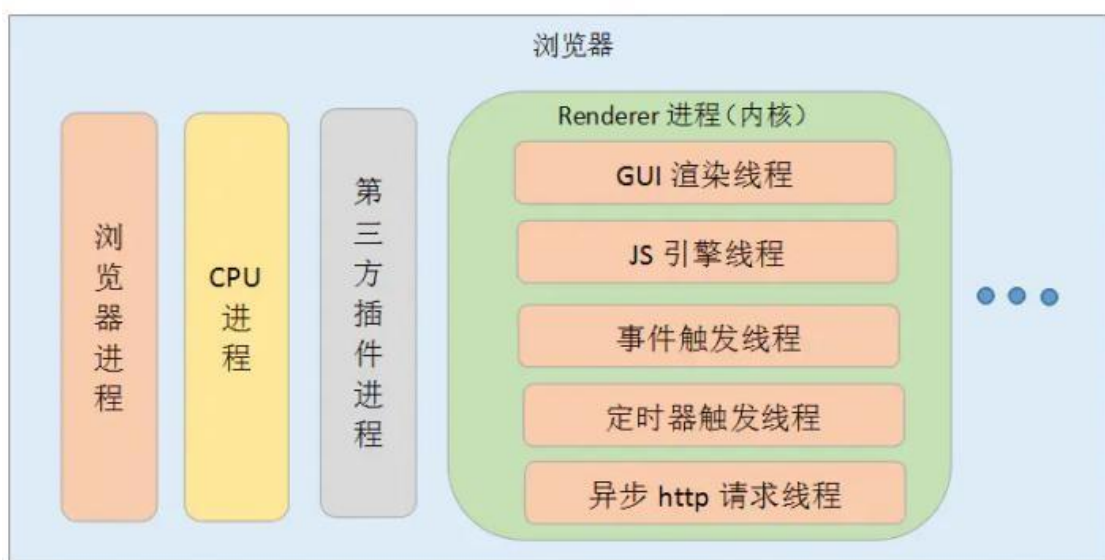 浏览器
浏览器进程
CPU
进程
第三方插件进程
Renderer 进程（内核）
GUI 渲染线程
JS 引擎线程
事件触发线程
定时器触发线程
异步 http 请求线程